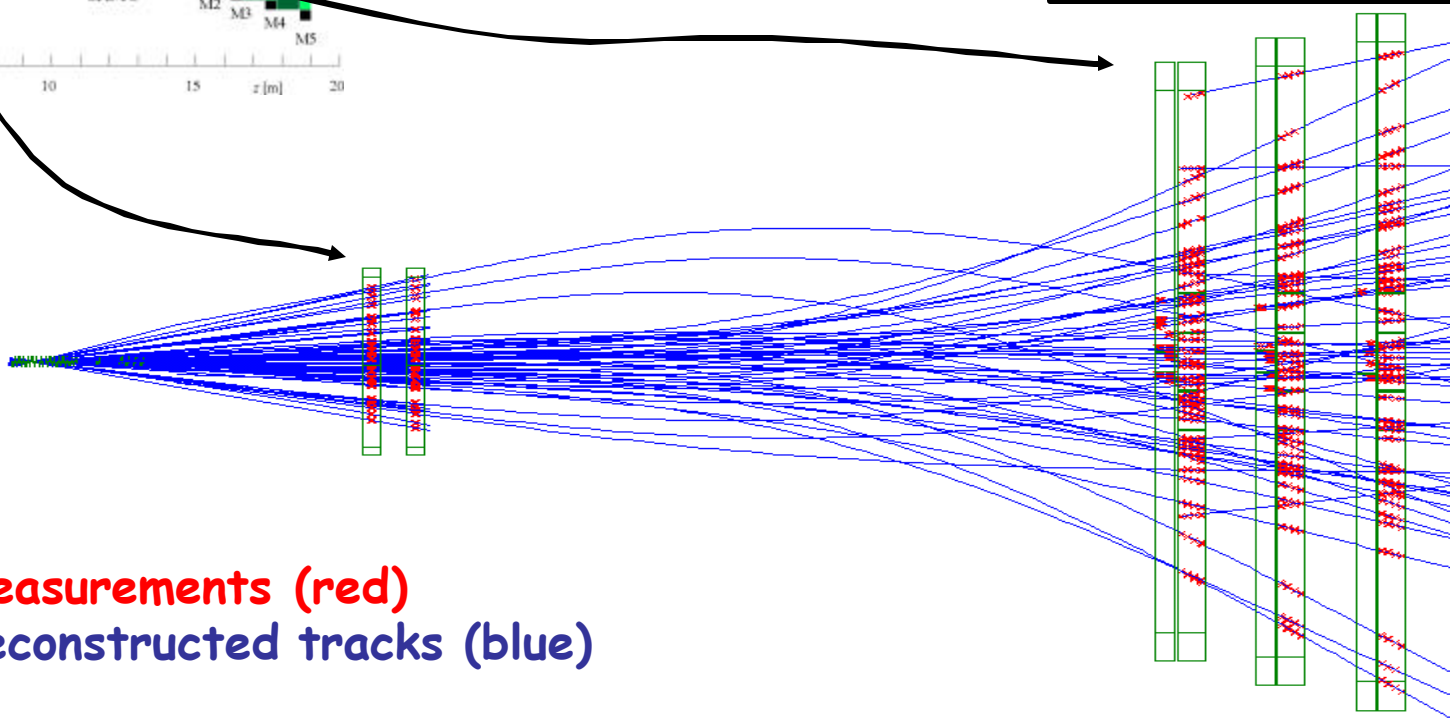 M2
M3
M4
M5
10 15 z [m] 20
easurements (red)
econstructed tracks (blue)